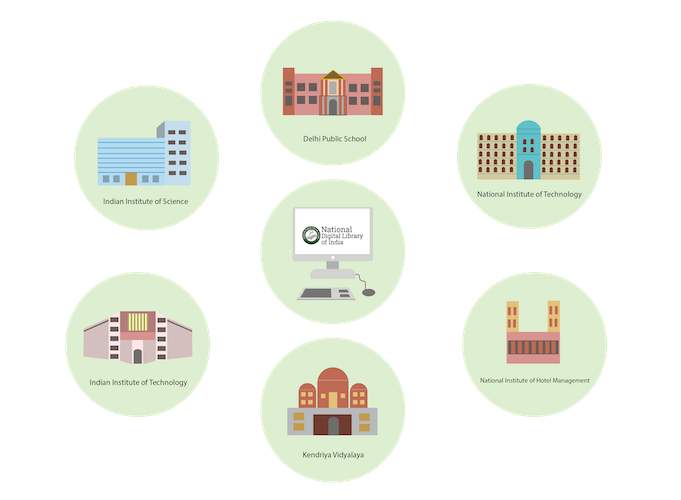 Delhi Public School
Indian Institute of Science
National Institute of Technology
National
Digital Library
of India
Indian Institute of Technology
National Institute of Hotel Management
Kendriya Vidyalaya